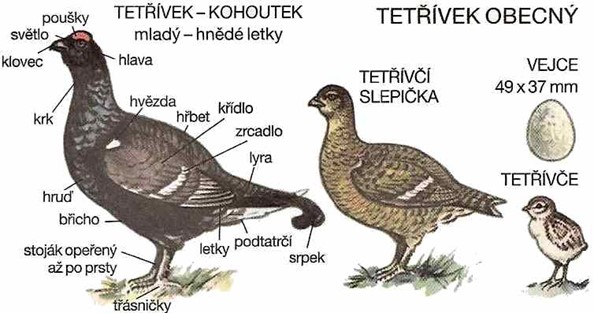 TETŘÍVEK – KOHOUTEK
mladý – hnědé letky
TETŘÍVEK OBECNÝ
poušky
světlo
klovec
hlava
krk
hvězda
hřbet
křídlo
zrcadlo
lyra
hruď
břicho
stoják opeřený
až po prsty
třásničky
letky
podtatrčí
srpek
TETŘÍVČÍ
SLEPIČKA
VEJCE
49 x 37 mm
TETŘÍVČE